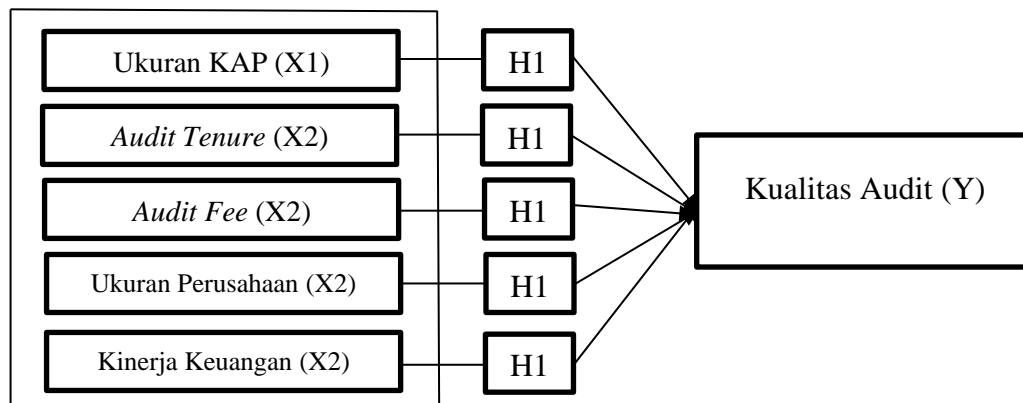 Ukuran KAP (X1)
H1
Audit Tenure (X2)
H1
Audit Fee (X2)
H1
Ukuran Perusahaan (X2)
H1
Kinerja Keuangan (X2)
H1
Kualitas Audit (Y)